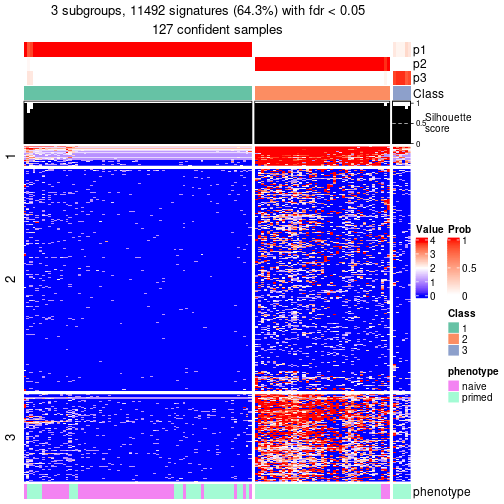 3 subgroups, 11492 signatures (64.3%) with fdr < 0.05
127 confident samples
p1
p2
p3
Class
1
0.5
0
Silhouette
score
1
2
3
Value
4
3
2
1
0
Prob
1
0.5
0
Class
1
2
3
phenotype
naive
primed
phenotype